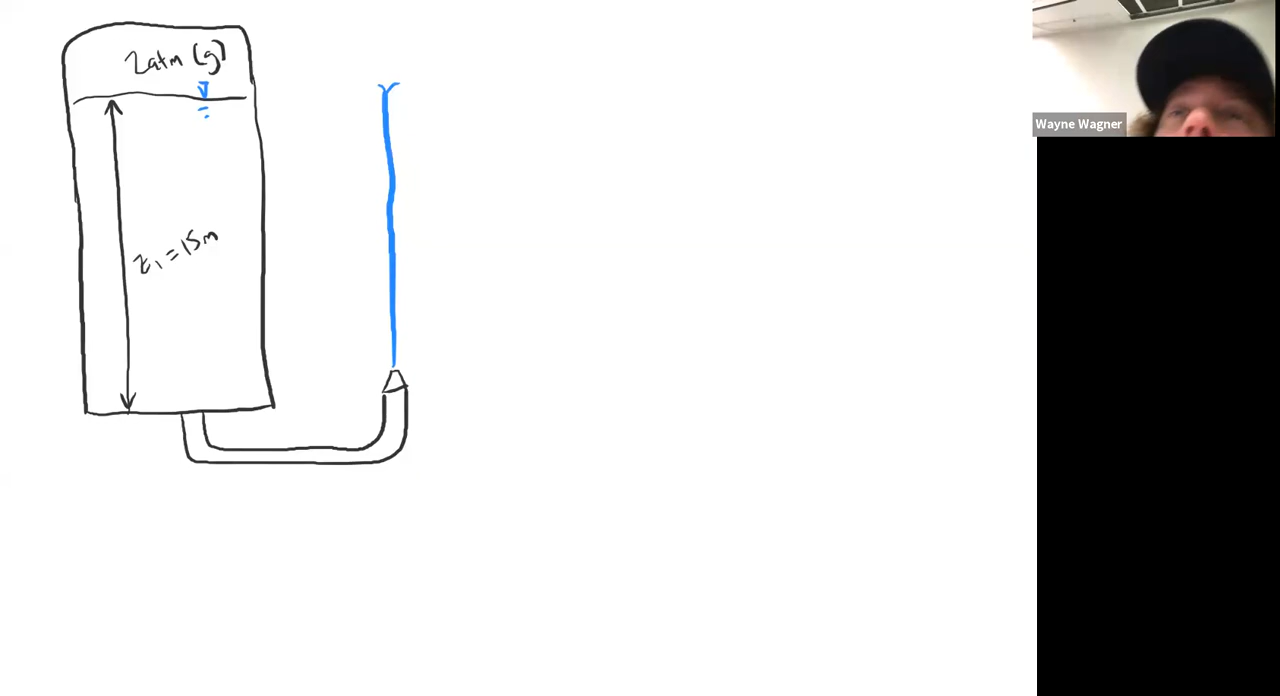 2atm (g)
z₁ = 15m
Wayne Wagner